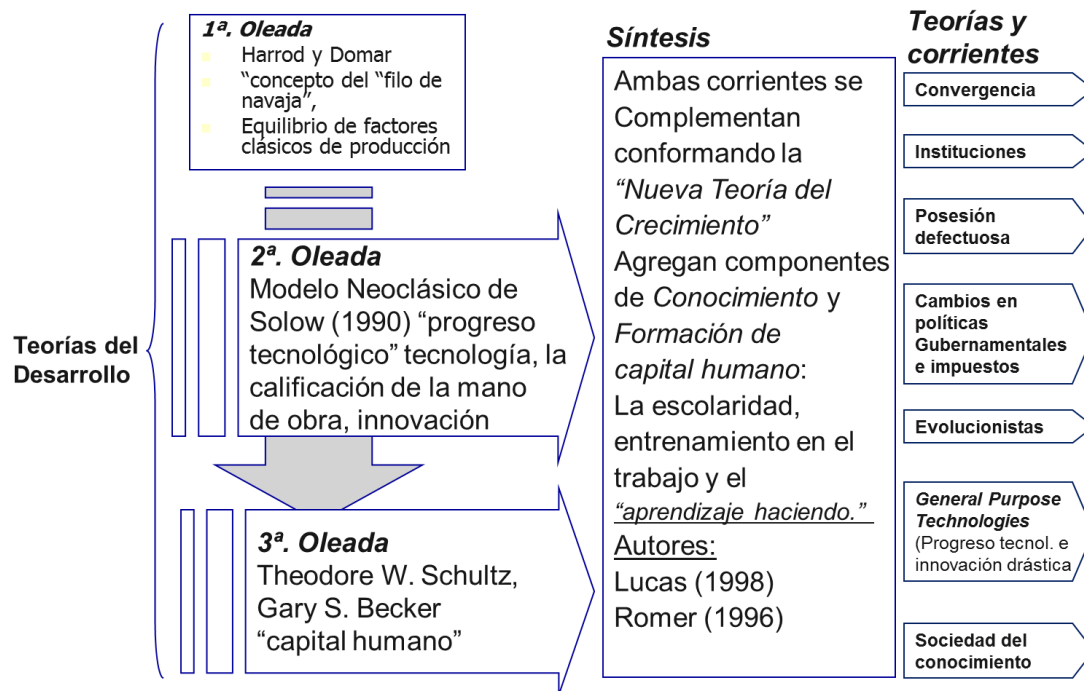 Teorías del
Desarrollo
1ª. Oleada
Harrod y Domar
“concepto del “filo de
navaja”,
Equilibrio de factores
clásicos de producción
2ª. Oleada
Modelo Neoclásico de
Solow (1990) “progreso
tecnológico” tecnología, la
calificación de la mano
de obra, innovación
3ª. Oleada
Theodore W. Schultz,
Gary S. Becker
“capital humano”
Síntesis
Ambas corrientes se
Complementan
conformando la
“Nueva Teoría del
Crecimiento”
Agregan componentes
de Conocimiento y
Formación de
capital humano:
La escolaridad,
entrenamiento en el
trabajo y el
“aprendizaje haciendo.”
Autores:
Lucas (1998)
Romer (1996)
Teorías y
corrientes
Convergencia
Instituciones
Posesión
defectuosa
Cambios en
políticas
Gubernamentales
e impuestos
Evolucionistas
General Purpose
Technologies
(Progreso tecnol. e
innovación drástica
Sociedad del
conocimiento